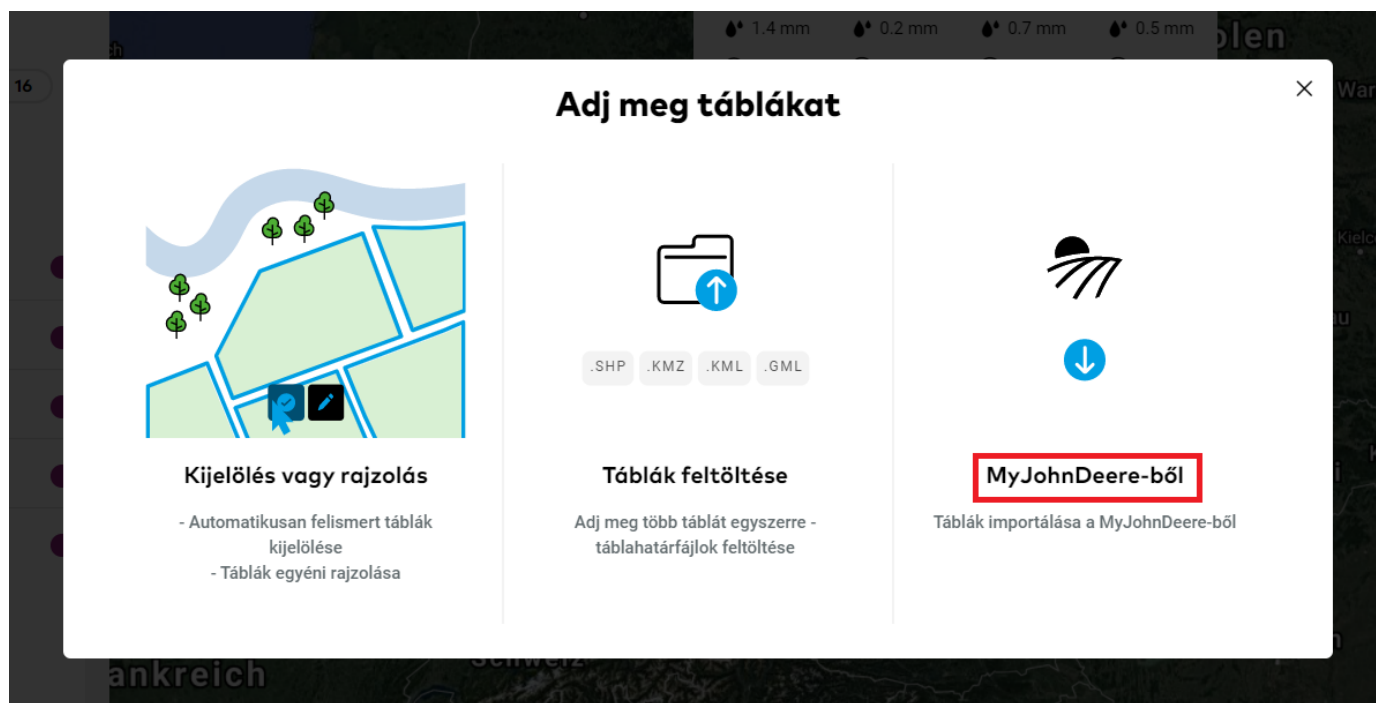 1.4 mm 0.2 mm 0.7 mm 0.5 mm
16
Adj meg táblákat
.SHP .KMZ .KML .GML
Kijelölés vagy rajzolás
- Automatikusan felismert táblák
kijelölése
- Táblák egyéni rajzolása
Táblák feltöltése
Adj meg több táblát egyszerre -
táblahatárfájlok feltöltése
MyJohnDeere-ből
Táblák importálása a MyJohnDeere-ből